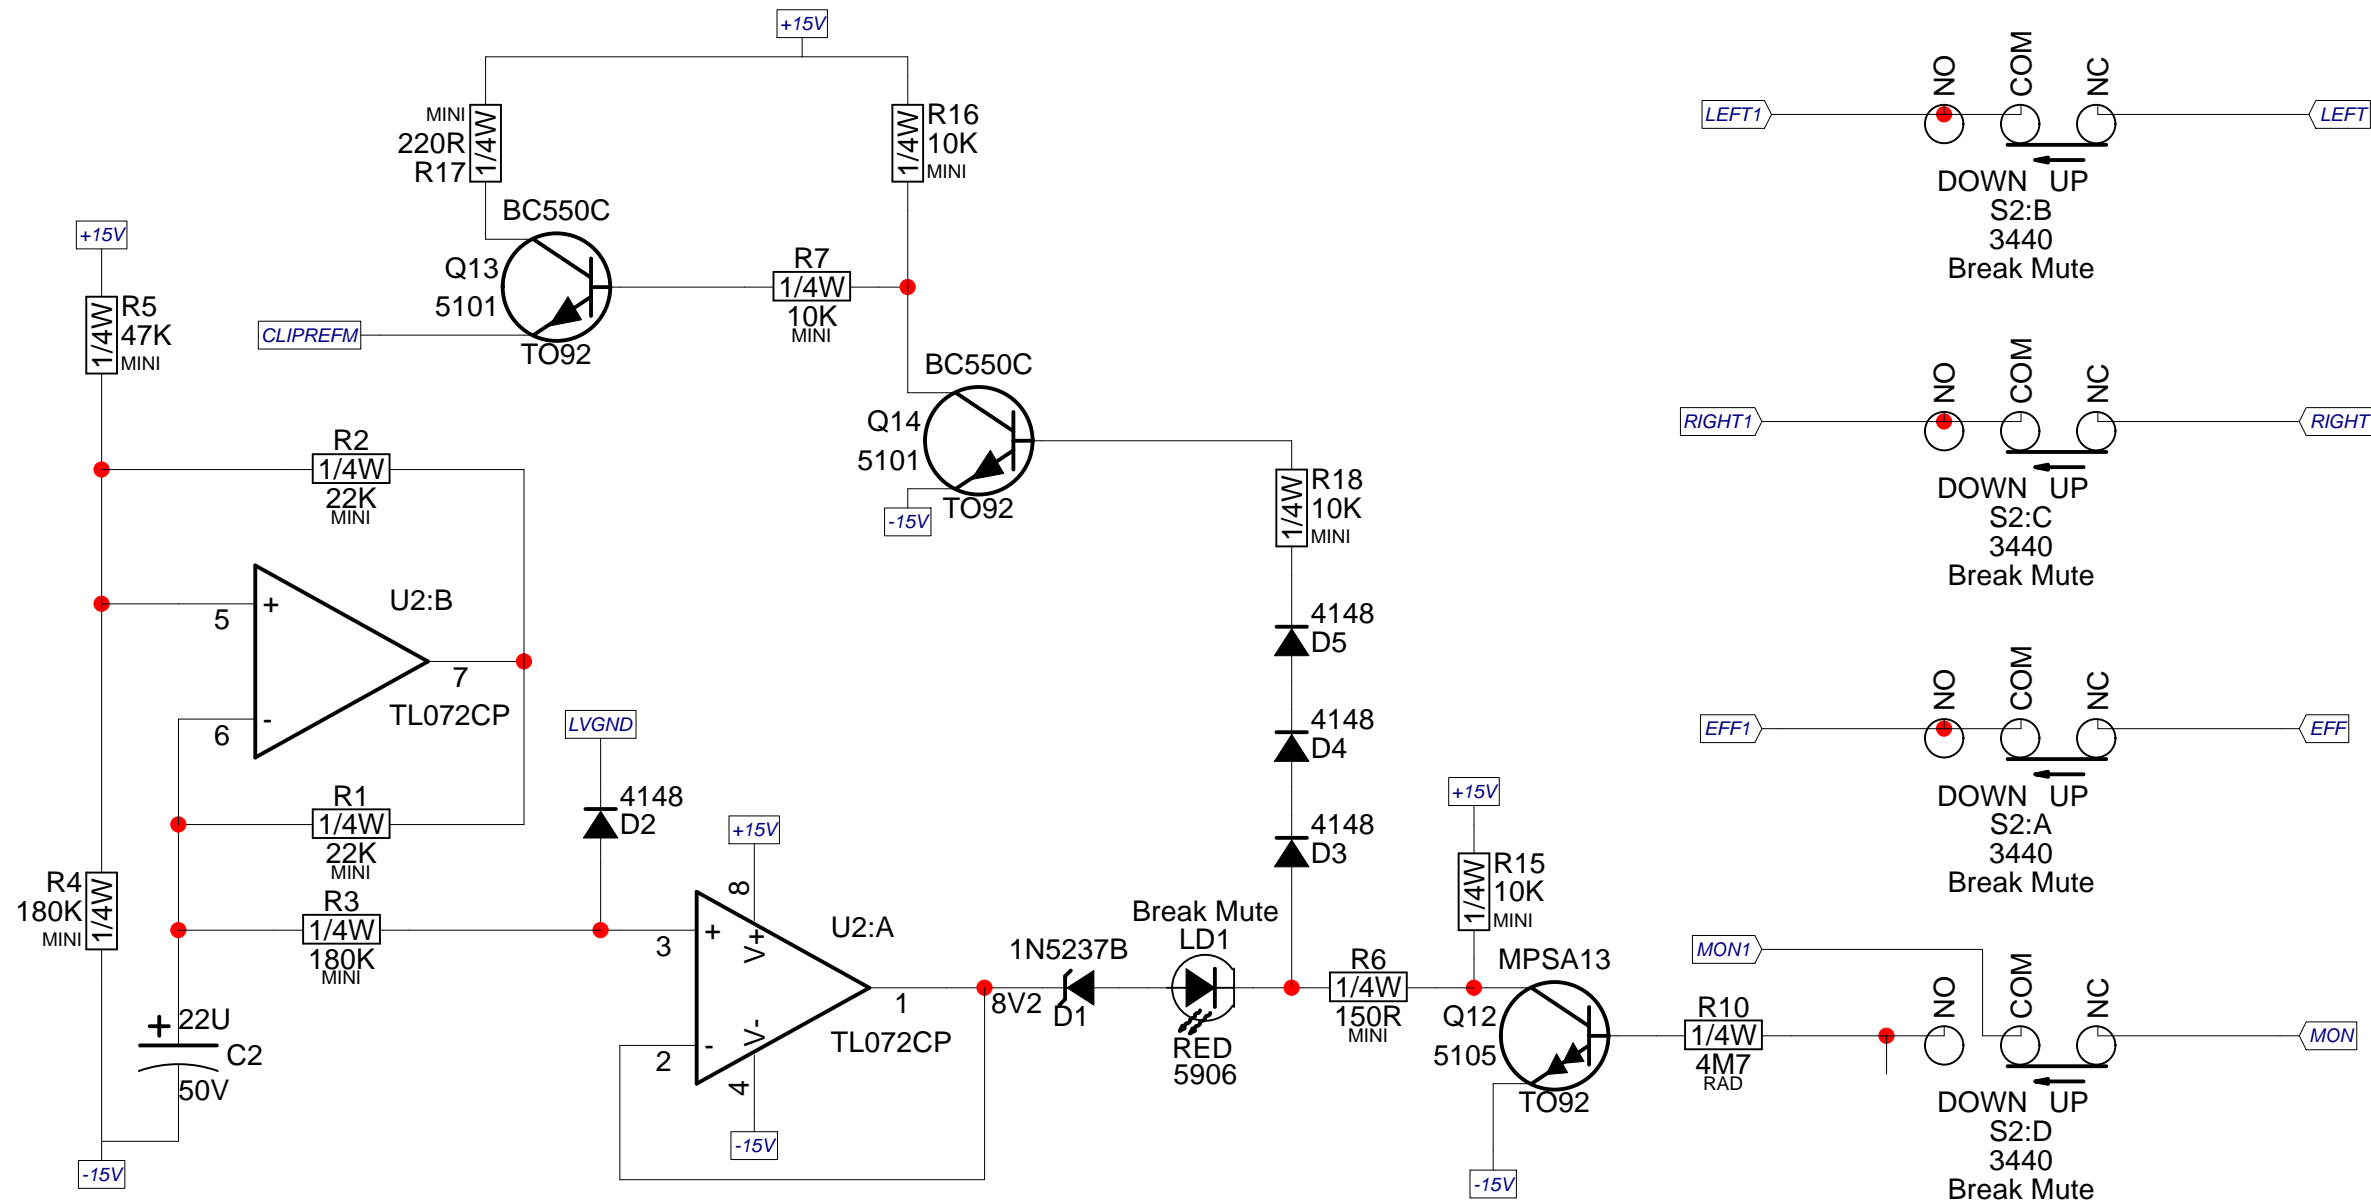 +15V
MINI
220R
R17
1/4W
1/4W
R16
10K
MINI
BC550C
Q13
5101
TO92
R7
1/4W
10K
MINI
CLIPREFM
+15V
1/4W
R5
47K
MINI
BC550C
Q14
5101
TO92
-15V
R2
1/4W
22K
MINI
1/4W
R18
10K
MINI
+
5
U2:B
7
TL072CP
-
6
LVGND
4148
D5
4148
D4
4148
D3
4148
D2
R1
1/4W
22K
MINI
R4
180K
MINI
1/4W
R3
1/4W
180K
MINI
+15V
8
V+
+
3
U2:A
1
TL072CP
-
2
V-
4
-15V
+ 22U
C2
50V
-15V
1N5237B
8V2
D1
Break Mute
LD1
RED
5906
R6
1/4W
150R
MINI
+15V
1/4W
R15
10K
MINI
MPSA13
Q12
5105
TO92
-15V
R10
1/4W
4M7
RAD
LEFT1
NO
COM
NC
LEFT
DOWN UP
S2:B
3440
Break Mute
RIGHT1
NO
COM
NC
RIGHT
DOWN UP
S2:C
3440
Break Mute
EFF1
NO
COM
NC
EFF
DOWN UP
S2:A
3440
Break Mute
MON1
NO
COM
NC
MON
DOWN UP
S2:D
3440
Break Mute